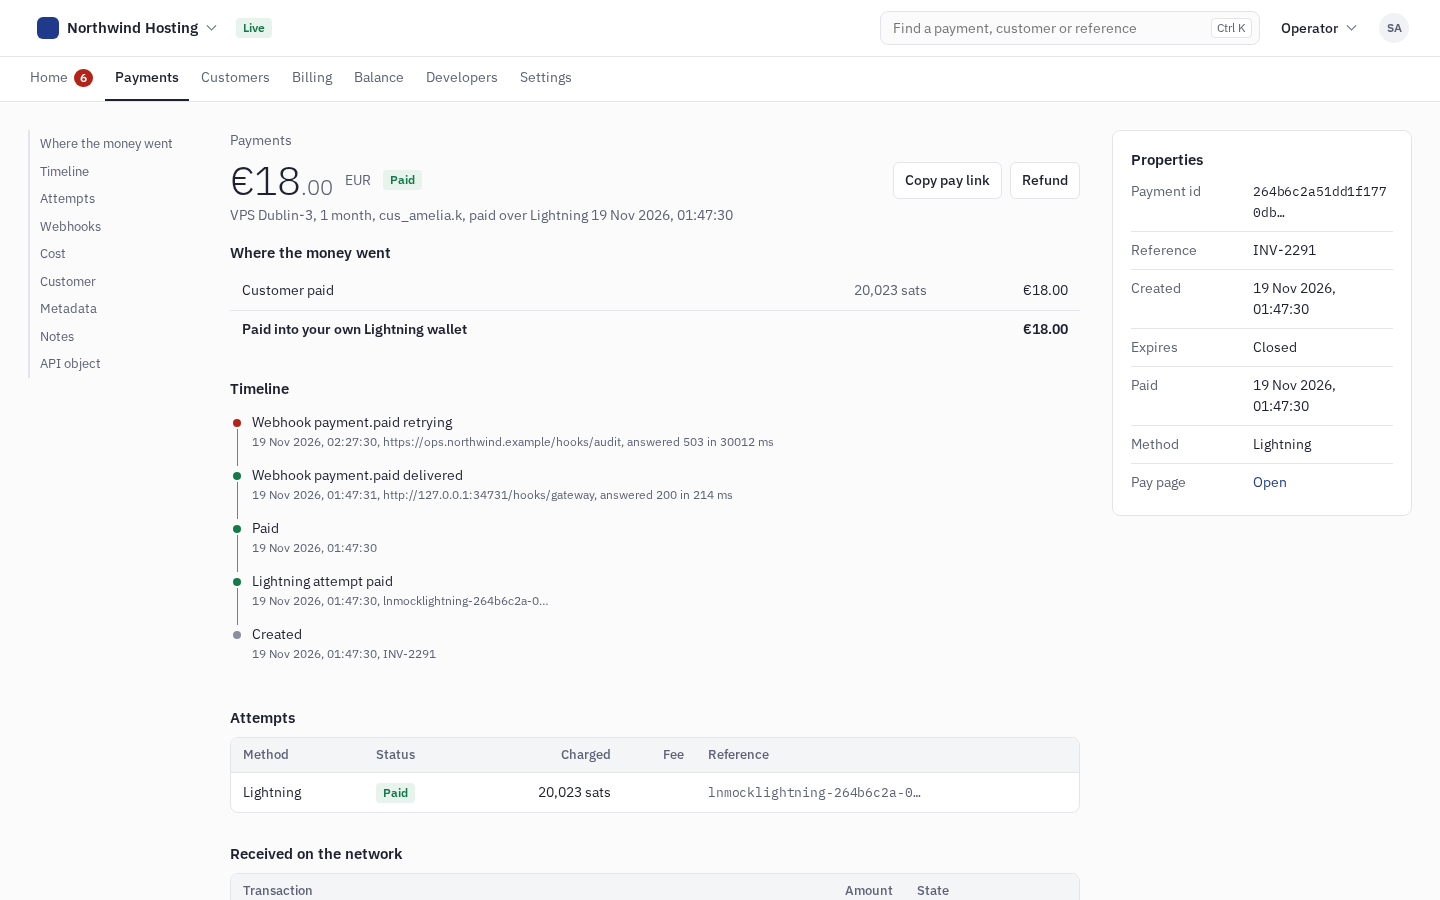 Northwind Hosting
Live
Find a payment, customer or reference
Ctrl K
Operator
SA
Home 6
Payments
Customers
Billing
Balance
Developers
Settings
Where the money went
Timeline
Attempts
Webhooks
Cost
Customer
Metadata
Notes
API object
Payments
€18.00 EUR Paid
Copy pay link
Refund
VPS Dublin-3, 1 month, cus_amelia.k, paid over Lightning 19 Nov 2026, 01:47:30
Where the money went
Customer paid 20,023 sats €18.00
Paid into your own Lightning wallet €18.00
Timeline
Webhook payment.paid retrying
19 Nov 2026, 02:27:30, https://ops.northwind.example/hooks/audit, answered 503 in 30012 ms
Webhook payment.paid delivered
19 Nov 2026, 01:47:31, http://127.0.0.1:34731/hooks/gateway, answered 200 in 214 ms
Paid
19 Nov 2026, 01:47:30
Lightning attempt paid
19 Nov 2026, 01:47:30, lnmocklightning-264b6c2a-0…
Created
19 Nov 2026, 01:47:30, INV-2291
Attempts
Method Status Charged Fee Reference
Lightning Paid 20,023 sats lnmocklightning-264b6c2a-0…
Received on the network
Transaction Amount State
Properties
Payment id 264b6c2a51dd1f177
0db…
Reference INV-2291
Created 19 Nov 2026,
01:47:30
Expires Closed
Paid 19 Nov 2026,
01:47:30
Method Lightning
Pay page Open